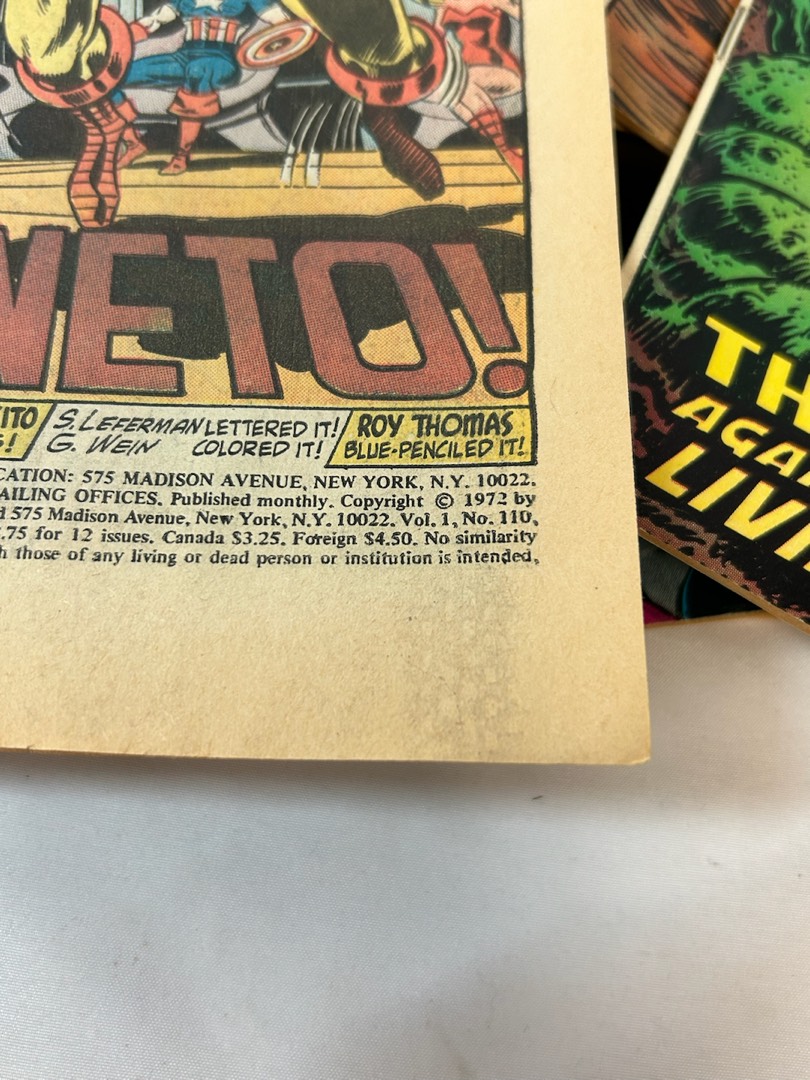 NETO!
S. LEFERMAN LETTERED IT!
G. WEIN COLORED IT!
ROY THOMAS
BLUE-PENCILED IT!
CATION: 575 MADISON AVENUE, NEW YORK, N.Y. 10022.
AILING OFFICES. Published monthly. Copyright © 1972 by
d 575 Madison Avenue, New York, N.Y. 10022. Vol. 1, No. 110,
.75 for 12 issues. Canada $3.25. Foreign $4.50. No similarity
h those of any living or dead person or institution is intended,
TH
AGA
LIVI